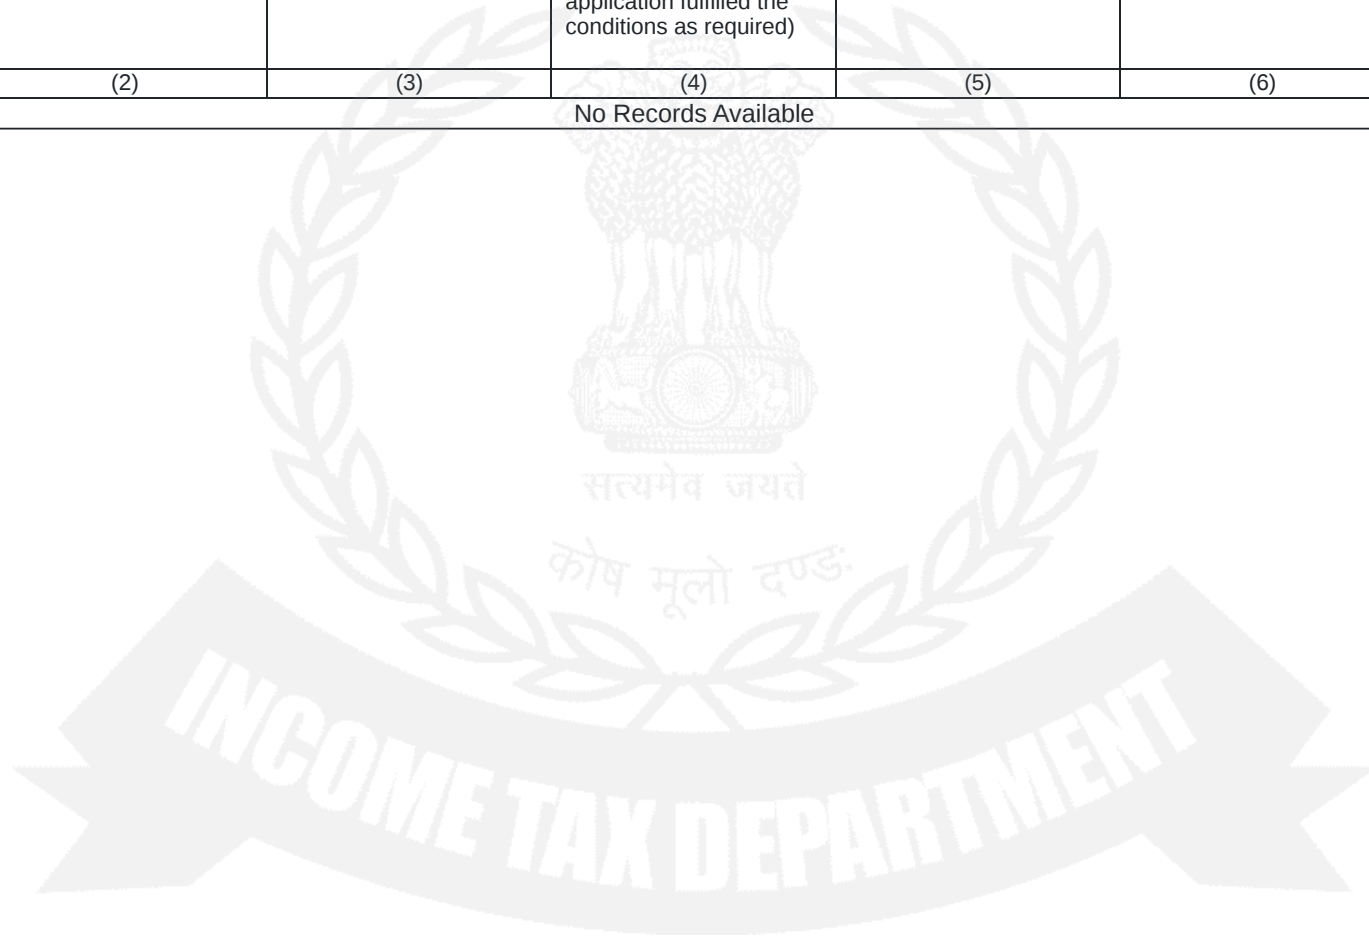 application fulfilled the
conditions as required)
(2) (3) (4) (5) (6)
No Records Available
सत्यमेव जयते
कोष मूलो दण्डः
INCOME TAX DEPARTMENT